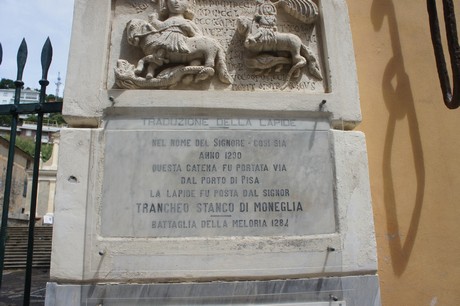 TRADUZIONE DELLA LAPIDE
NEL NOME DEL SIGNORE - COSÌ SIA
ANNO 1290
QUESTA CATENA FU PORTATA VIA
DAL PORTO DI PISA
LA LAPIDE FU POSTA DAL SIGNOR
TRANCHEO STANCO DI MONEGLIA
BATTAGLIA DELLA MELORIA 1284